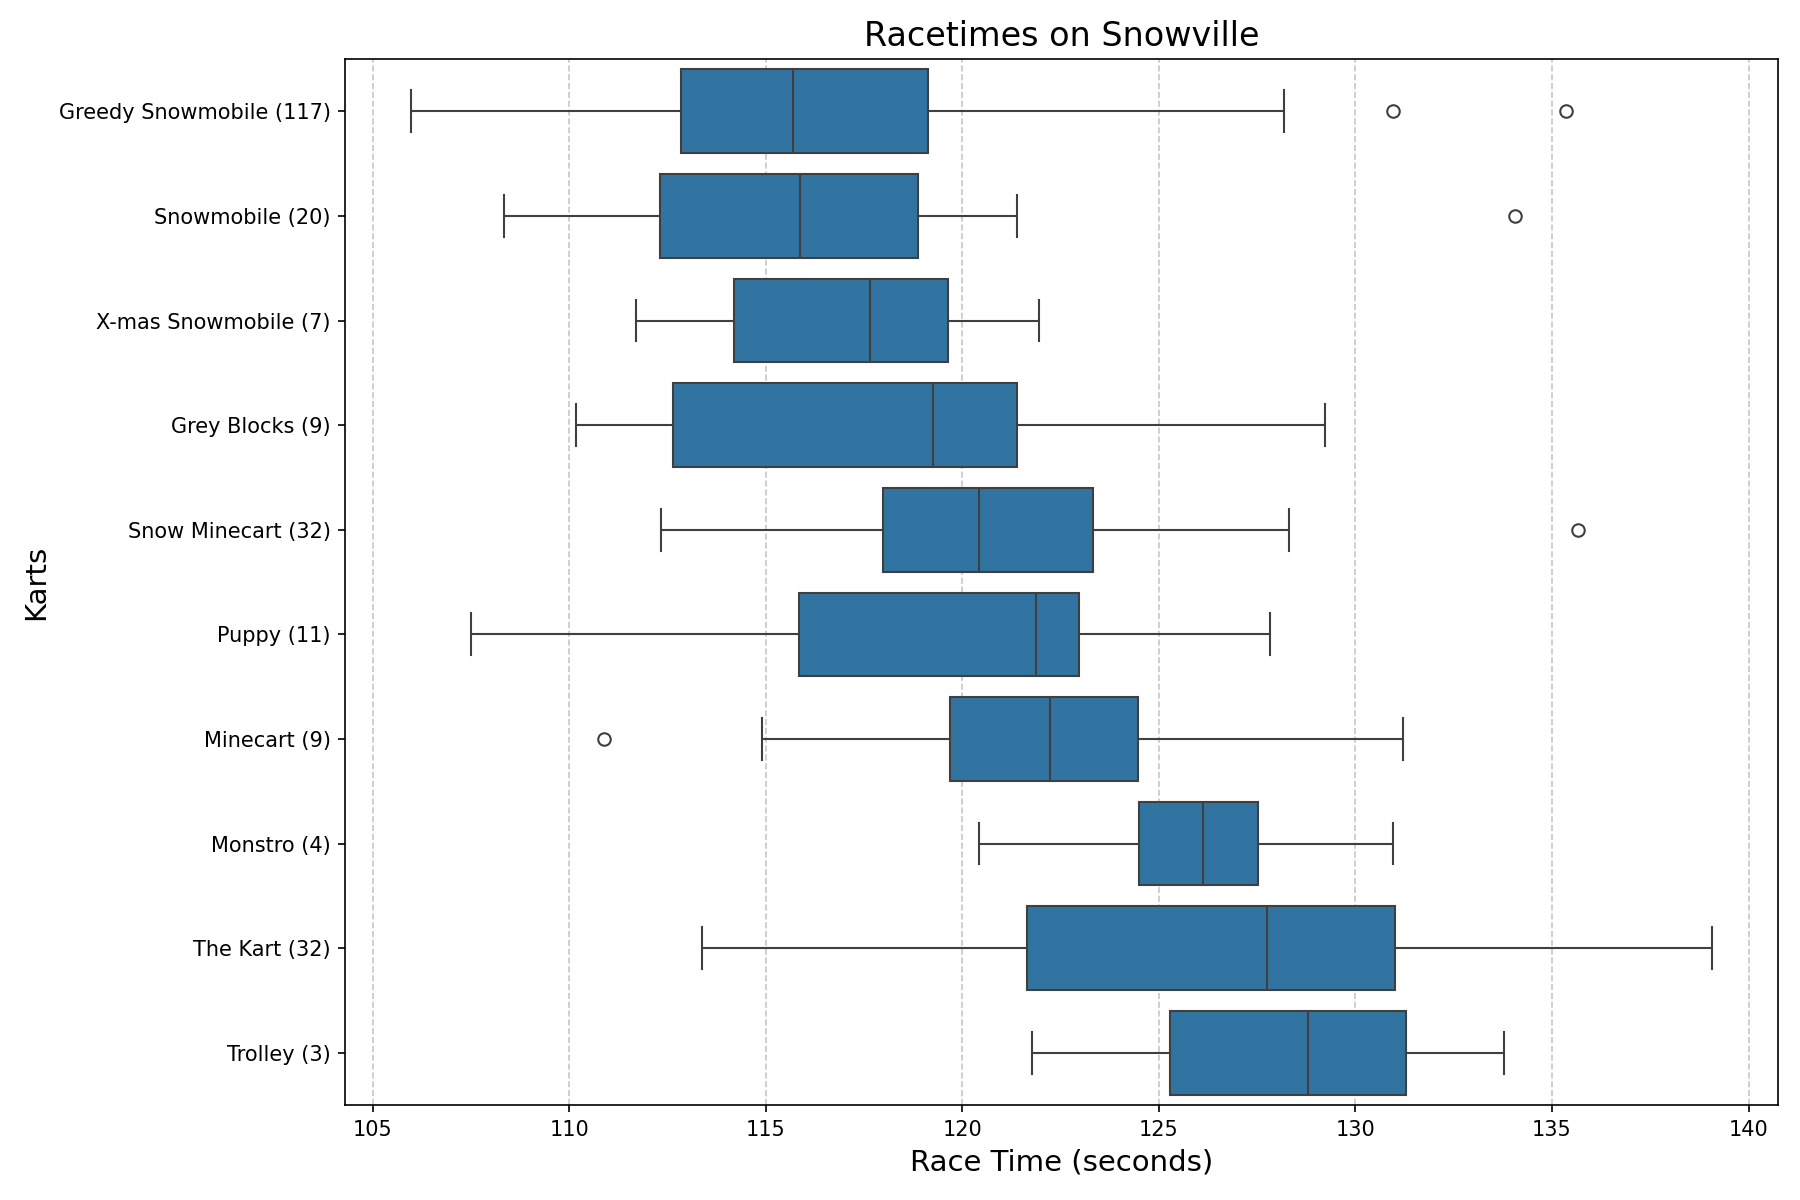 Racetimes on Snowville
Karts
Greedy Snowmobile (117)
Snowmobile (20)
X-mas Snowmobile (7)
Grey Blocks (9)
Snow Minecart (32)
Puppy (11)
Minecart (9)
Monstro (4)
The Kart (32)
Trolley (3)
105 110 115 120 125 130 135 140
Race Time (seconds)